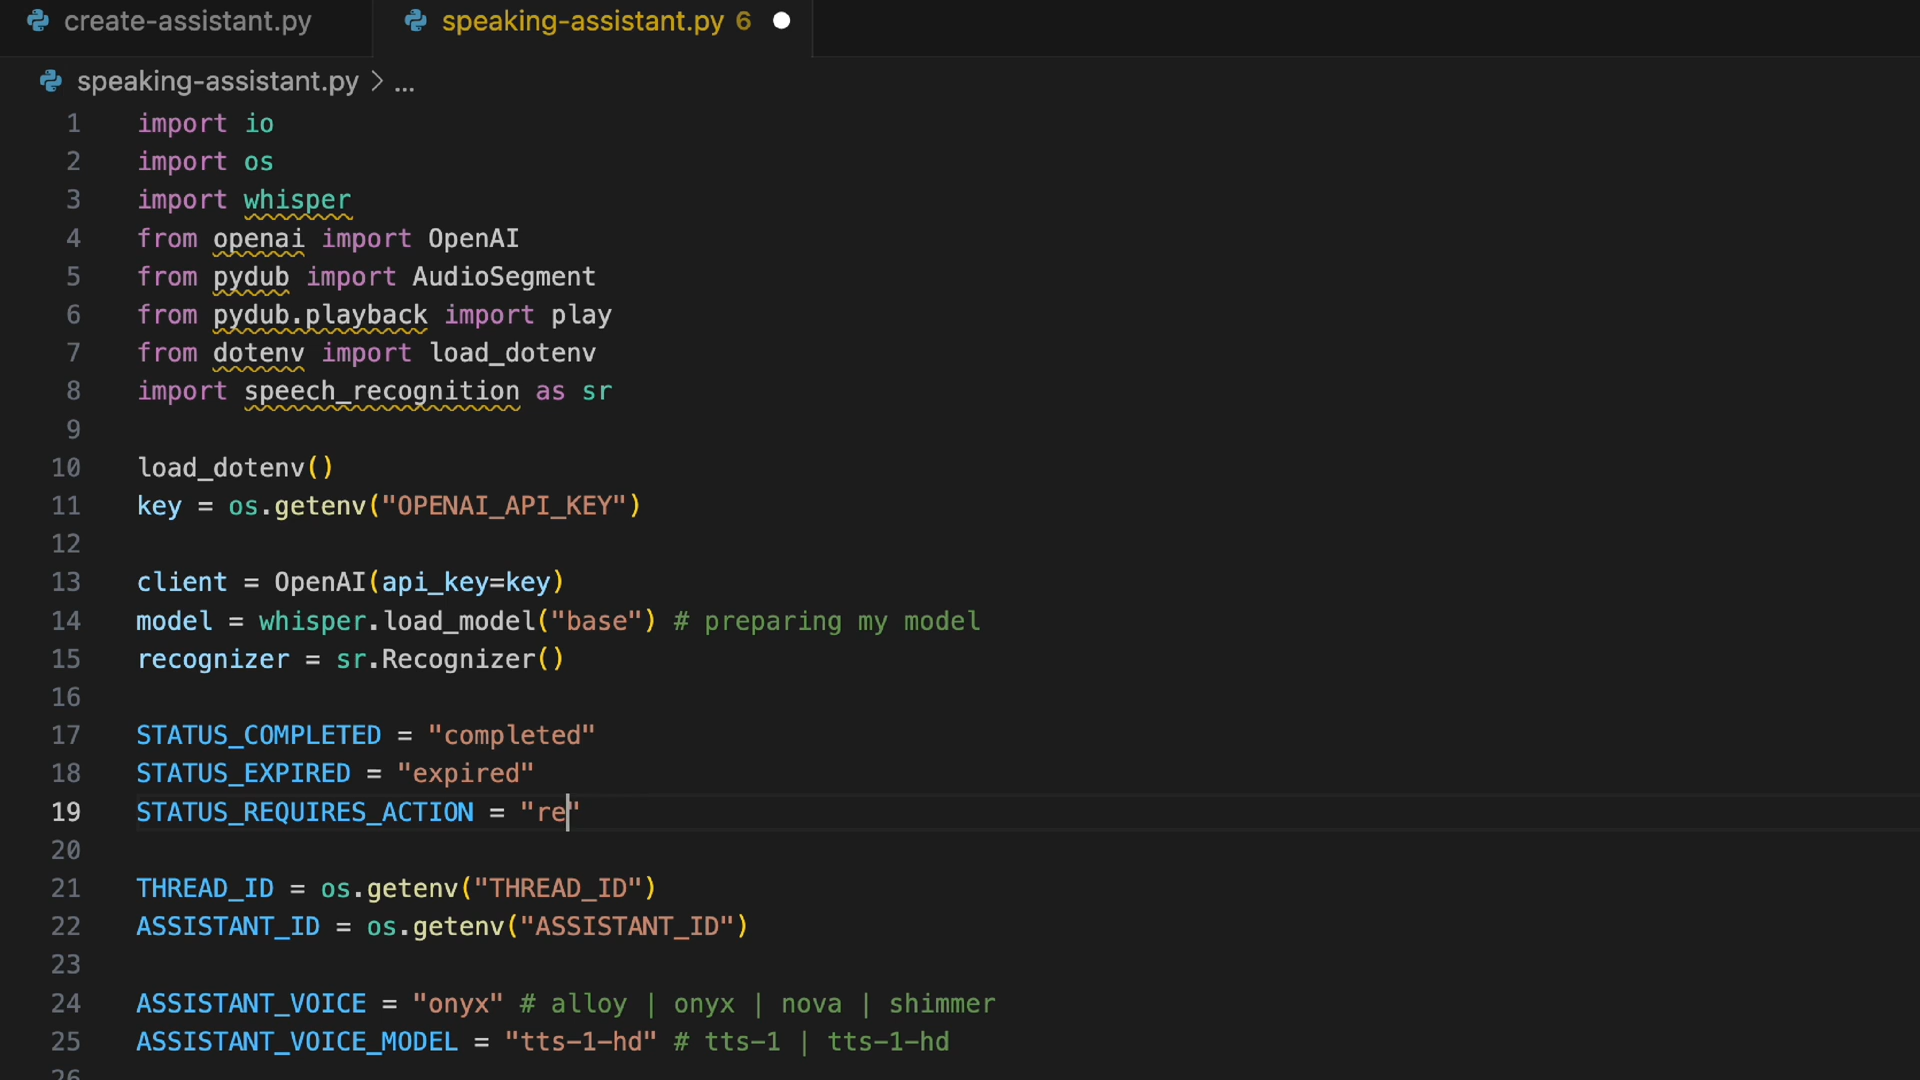 create-assistant.py
speaking-assistant.py 6
speaking-assistant.py > ...
1 import io
2 import os
3 import whisper
4 from openai import OpenAI
5 from pydub import AudioSegment
6 from pydub.playback import play
7 from dotenv import load_dotenv
8 import speech_recognition as sr
9
10 load_dotenv()
11 key = os.getenv("OPENAI_API_KEY")
12
13 client = OpenAI(api_key=key)
14 model = whisper.load_model("base") # preparing my model
15 recognizer = sr.Recognizer()
16
17 STATUS_COMPLETED = "completed"
18 STATUS_EXPIRED = "expired"
19 STATUS_REQUIRES_ACTION = "re"
20
21 THREAD_ID = os.getenv("THREAD_ID")
22 ASSISTANT_ID = os.getenv("ASSISTANT_ID")
23
24 ASSISTANT_VOICE = "onyx" # alloy | onyx | nova | shimmer
25 ASSISTANT_VOICE_MODEL = "tts-1-hd" # tts-1 | tts-1-hd
26